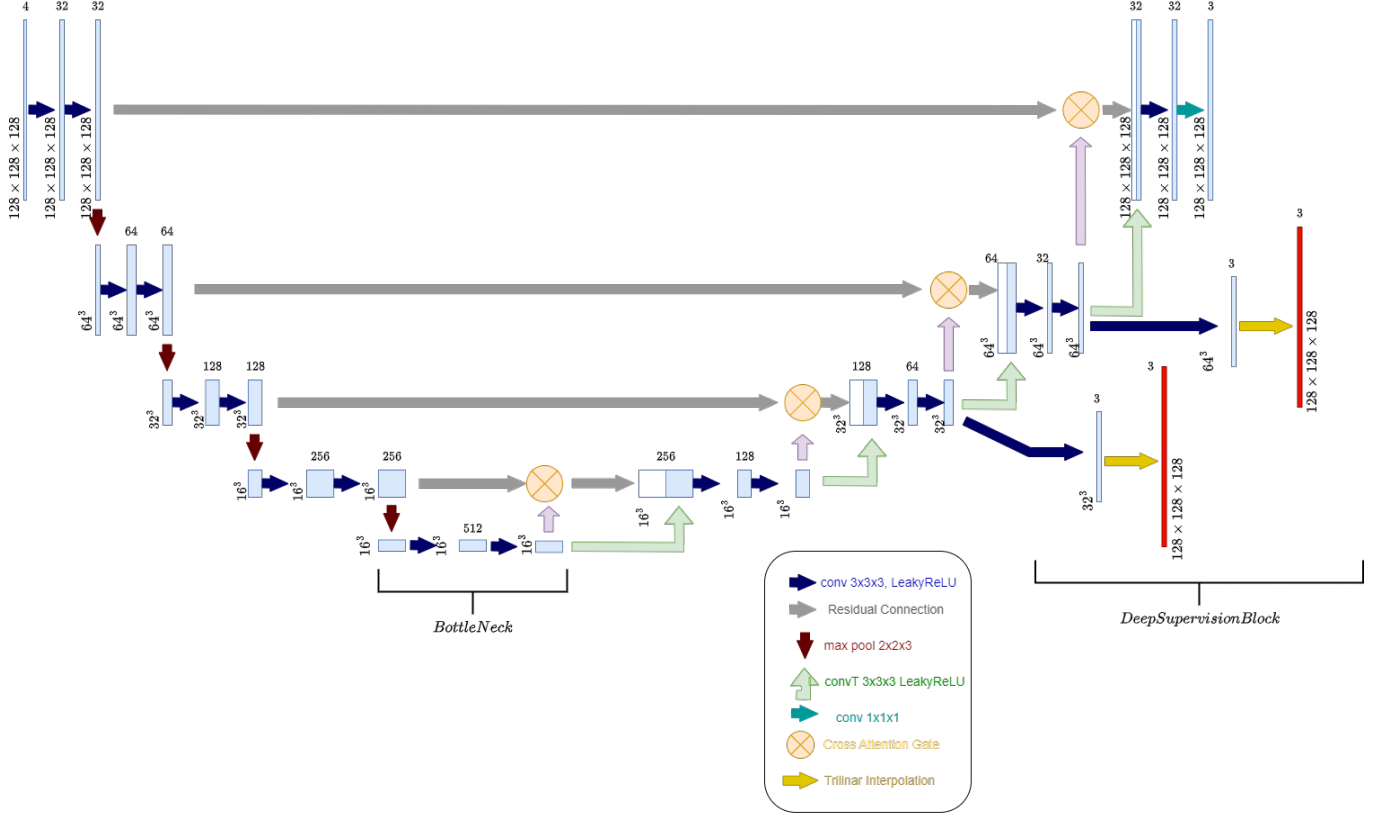 4 32 32
128 × 128 × 128 128 × 128 × 128 128 × 128 × 128
32 32 3
128 × 128 × 128 128 × 128 × 128 128 × 128 × 128
64 64
64³ 64³ 64³
64 32
64³ 64³ 64³
3
64³
3
128 × 128 × 128
128 128
32³ 32³ 32³
128 64
32³ 32³ 32³
3
32³
3
128 × 128 × 128
256 256
16³ 16³ 16³
256 128
16³ 16³ 16³
512
16³ 16³ 16³
BottleNeck
DeepSupervisionBlock
conv 3x3x3, LeakyReLU
Residual Connection
max pool 2x2x3
convT 3x3x3 LeakyReLU
conv 1x1x1
Cross Attention Gate
Trilinar Interpolation